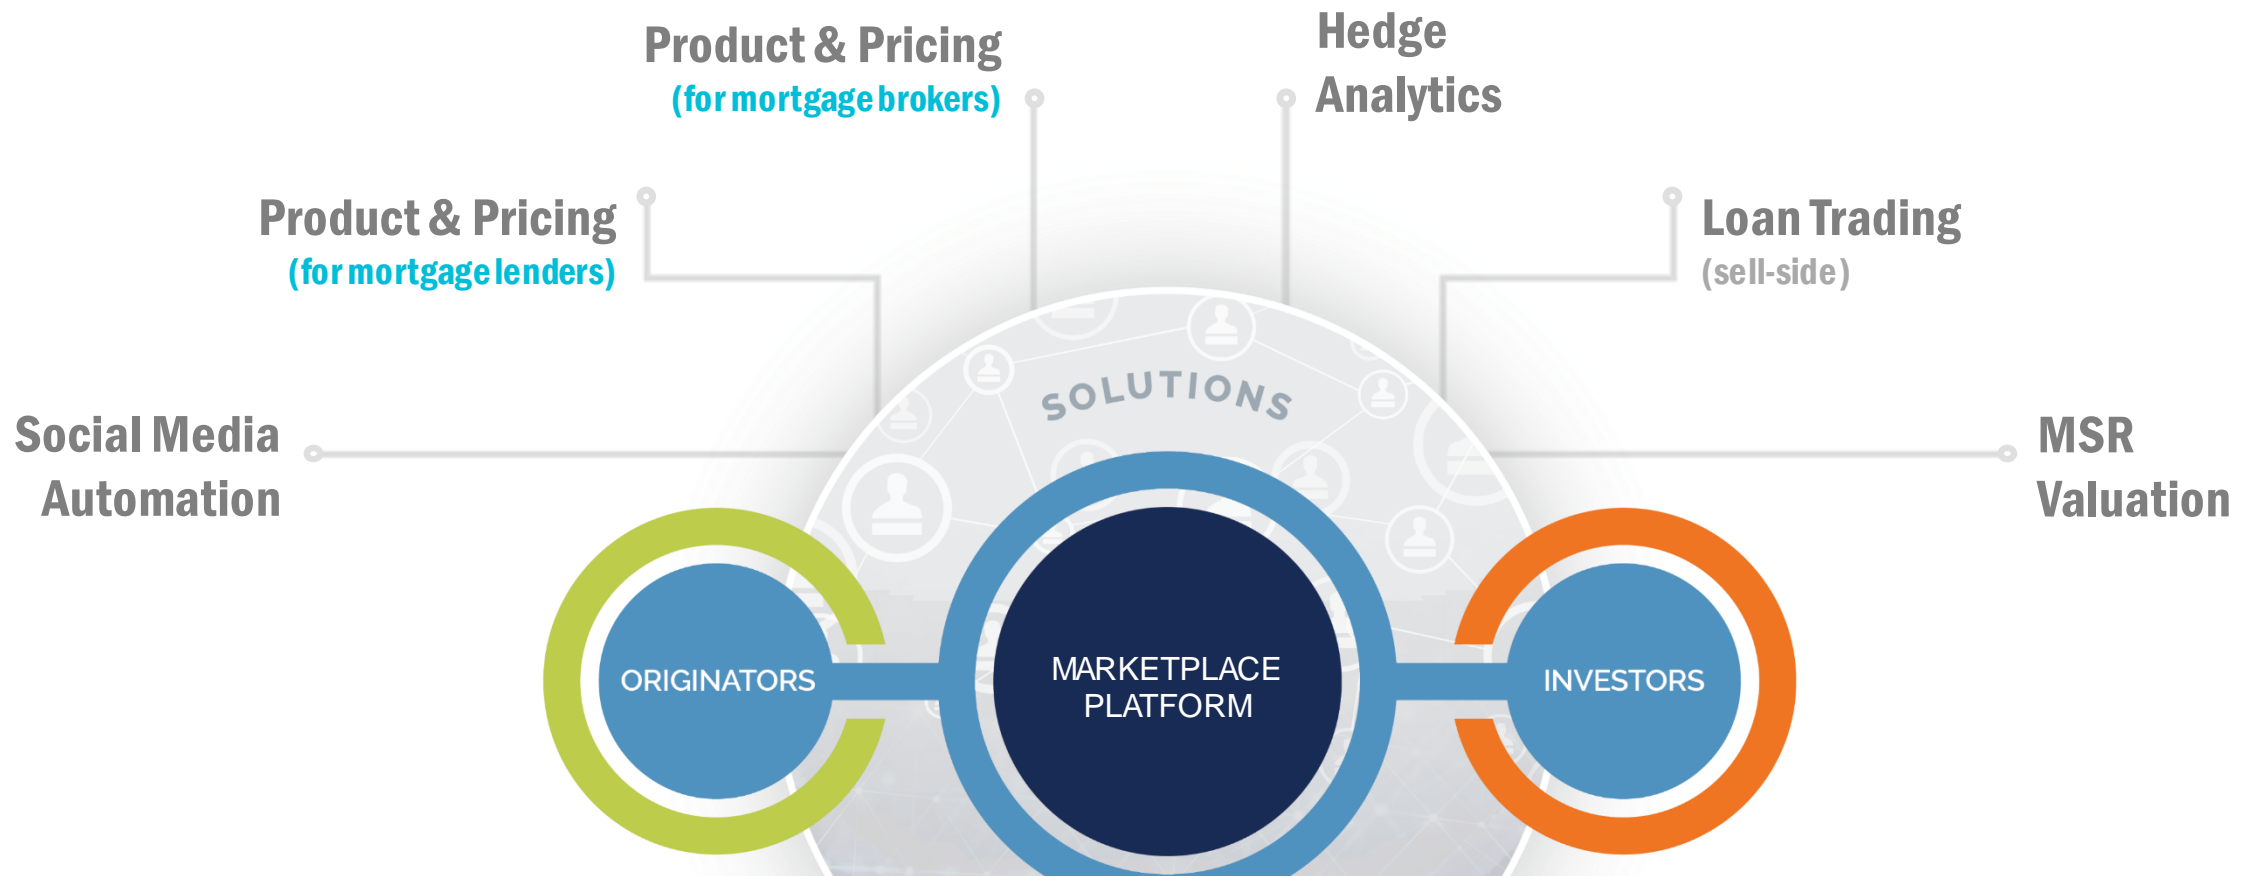 Product & Pricing
(for mortgage brokers)
Hedge
Analytics
Product & Pricing
(for mortgage lenders)
Loan Trading
(sell-side)
SOLUTIONS
Social Media
Automation
MSR
Valuation
ORIGINATORS
MARKETPLACE
PLATFORM
INVESTORS